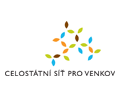 CELOSTÁTNÍ SÍŤ PRO VENKOV